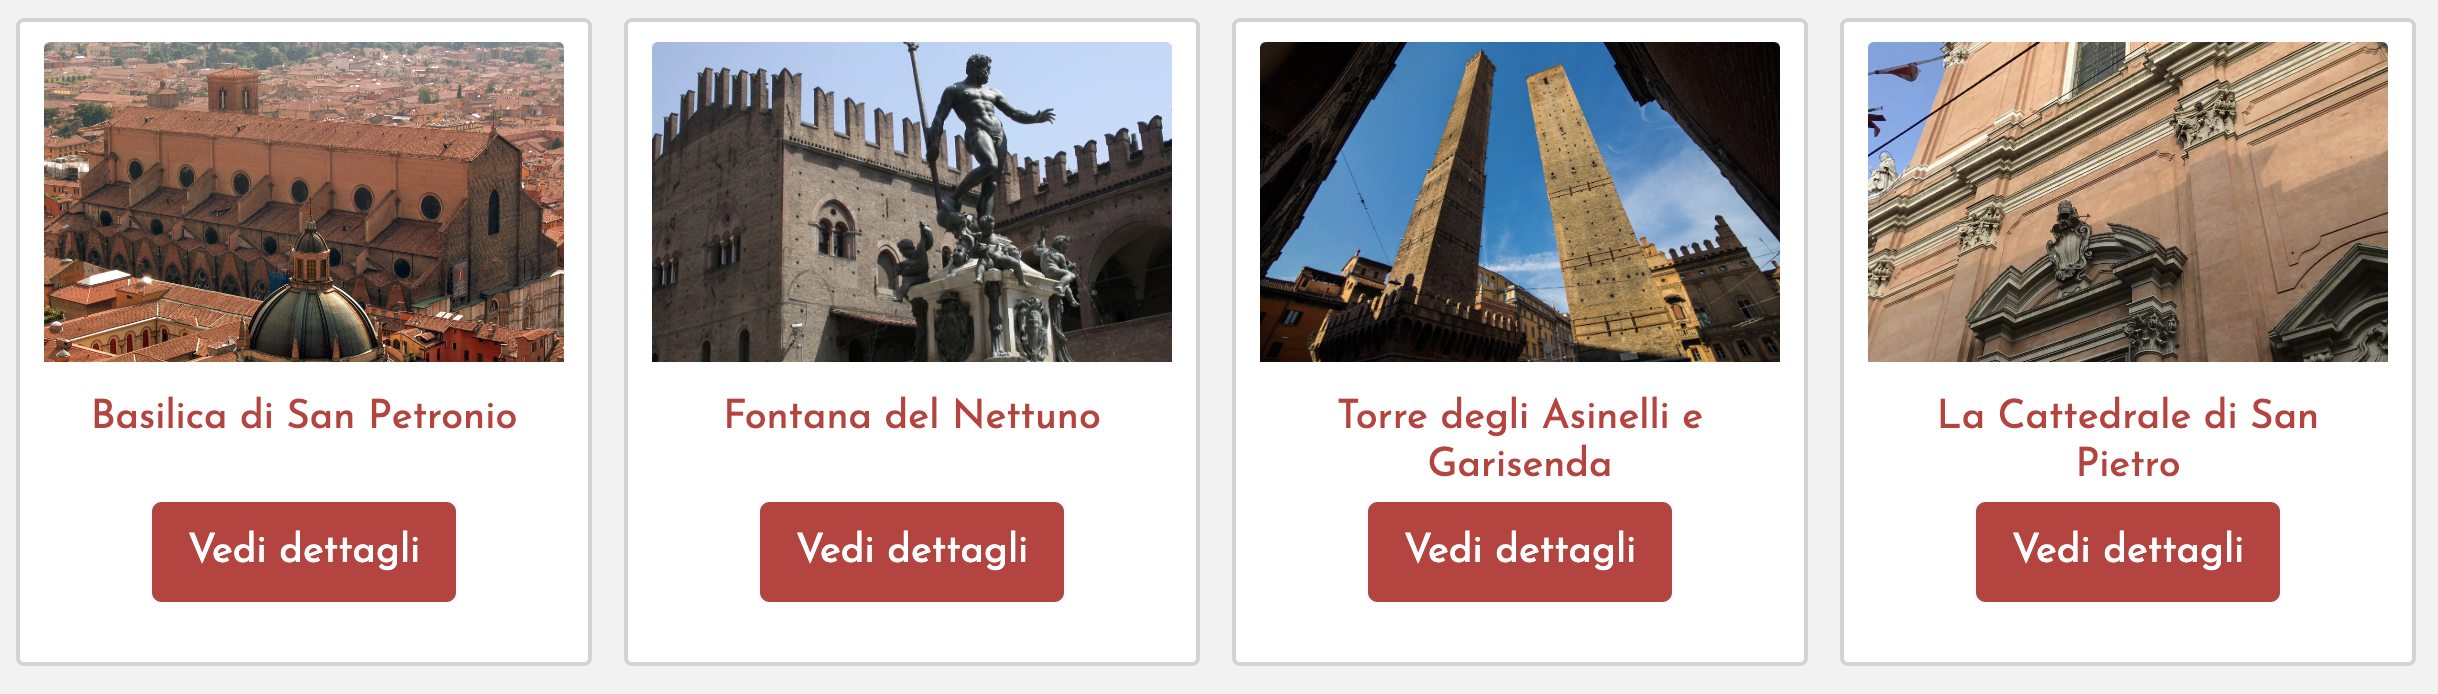 Basilica di San Petronio
Vedi dettagli
Fontana del Nettuno
Vedi dettagli
Torre degli Asinelli e
Garisenda
Vedi dettagli
La Cattedrale di San
Pietro
Vedi dettagli